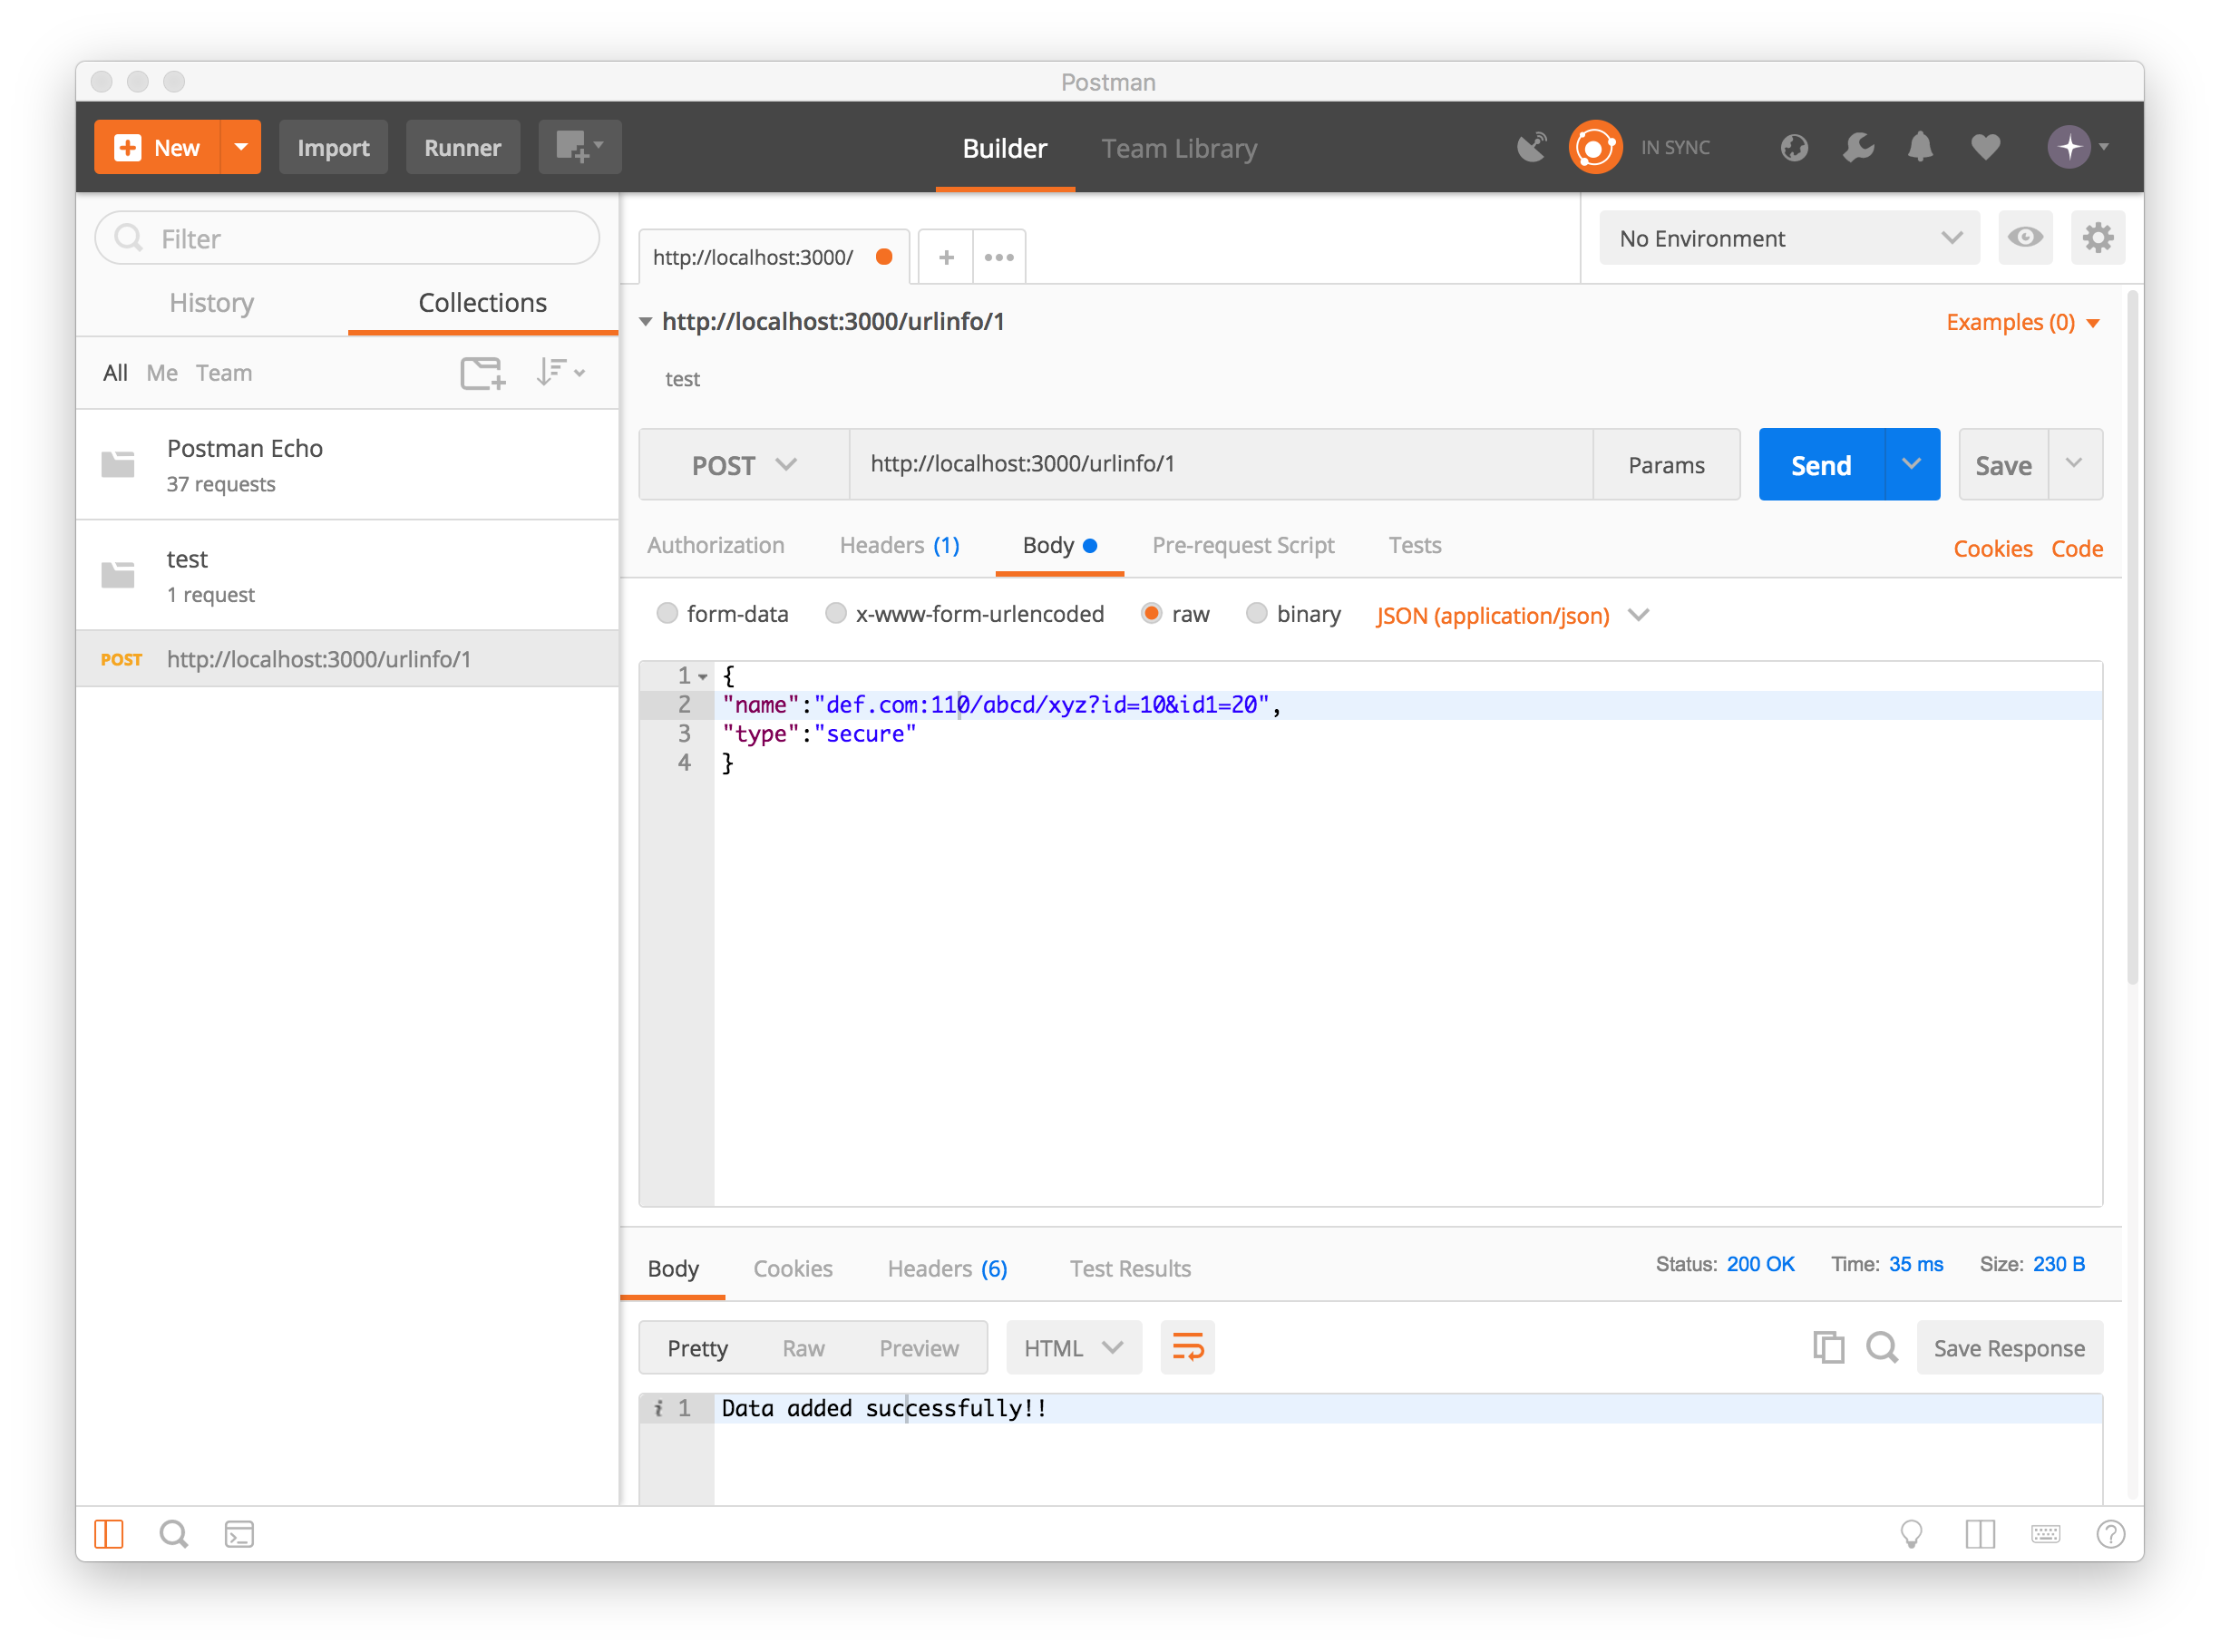 Postman
New
Import
Runner
Builder
Team Library
IN SYNC
Filter
History
Collections
All Me Team
Postman Echo
37 requests
test
1 request
POST http://localhost:3000/urlinfo/1
http://localhost:3000/
+
•••
No Environment
http://localhost:3000/urlinfo/1
Examples (0)
test
POST
http://localhost:3000/urlinfo/1
Params
Send
Save
Authorization
Headers (1)
Body
Pre-request Script
Tests
Cookies
Code
form-data
x-www-form-urlencoded
raw
binary
JSON (application/json)
1 {
2 "name":"def.com:110/abcd/xyz?id=10&id1=20",
3 "type":"secure"
4 }
Body
Cookies
Headers (6)
Test Results
Status: 200 OK
Time: 35 ms
Size: 230 B
Pretty
Raw
Preview
HTML
Save Response
i 1 Data added successfully!!